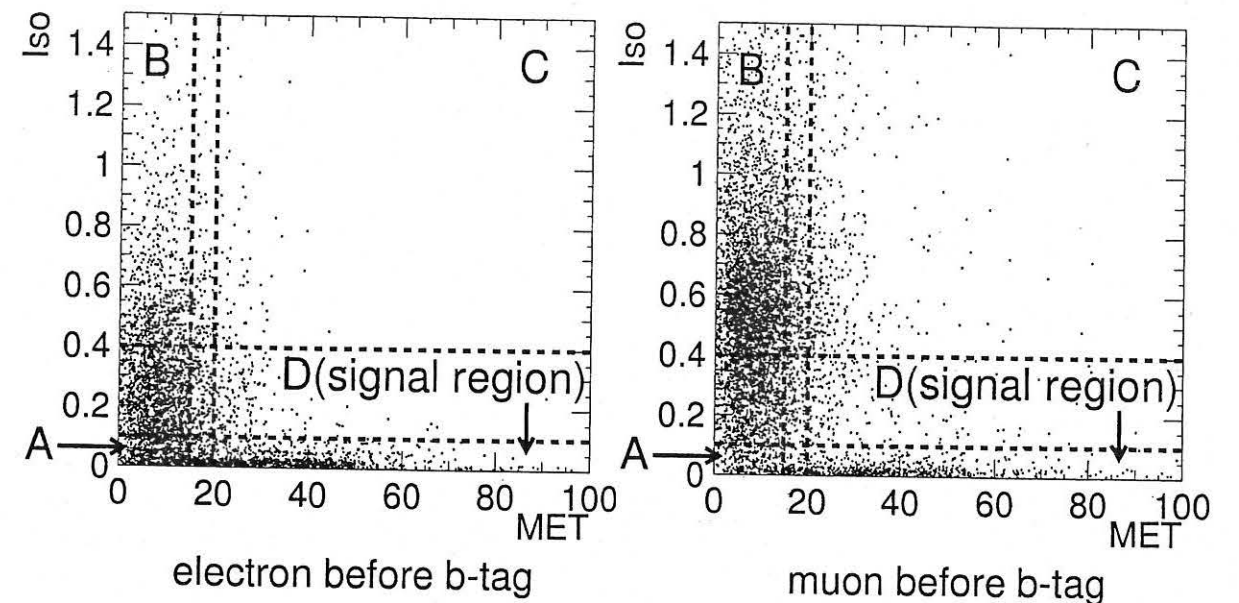 Iso
1.4
B
C
1.2
1
0.8
0.6
0.4
D(signal region)
0.2
A
0
0 20 40 60 80 100
MET
electron before b-tag
Iso
1.4
B
C
1.2
1
0.8
0.6
0.4
D(signal region)
0.2
A
0
0 20 40 60 80 100
MET
muon before b-tag